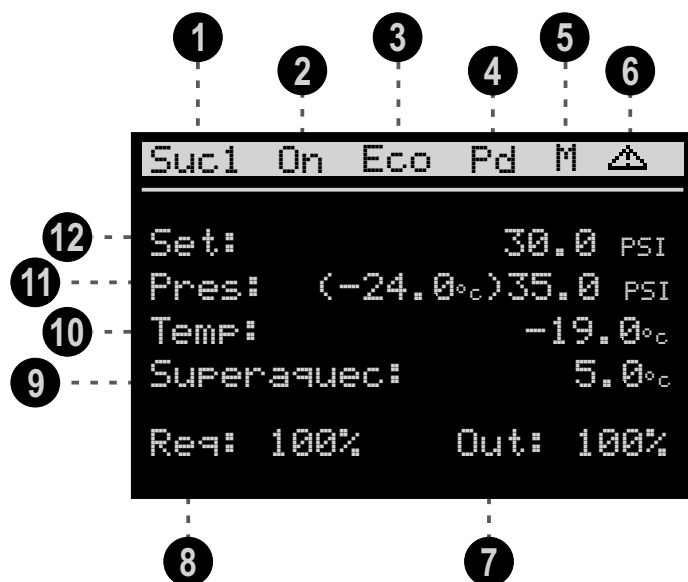 1 2 3 4 5 6
Suc1 On Eco Pd M
12 Set: 30.0 PSI
11 Pres: (-24.0°c)35.0 PSI
10 Temp: -19.0°c
9 Superaquec: 5.0°c
Req: 100% Out: 100%
8 7